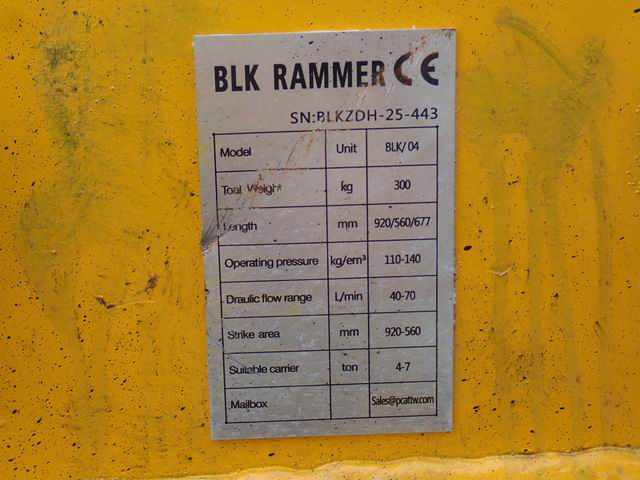 BLK RAMMER CE
SN:BLKZDH-25-443
Model Unit BLK/04
Toal Weight kg 300
Length mm 920/560/677
Operating pressure kg/em³ 110-140
Draulic flow range L/min 40-70
Strike area mm 920-560
Suitable carrier ton 4-7
Mailbox Sales@pcattw.com